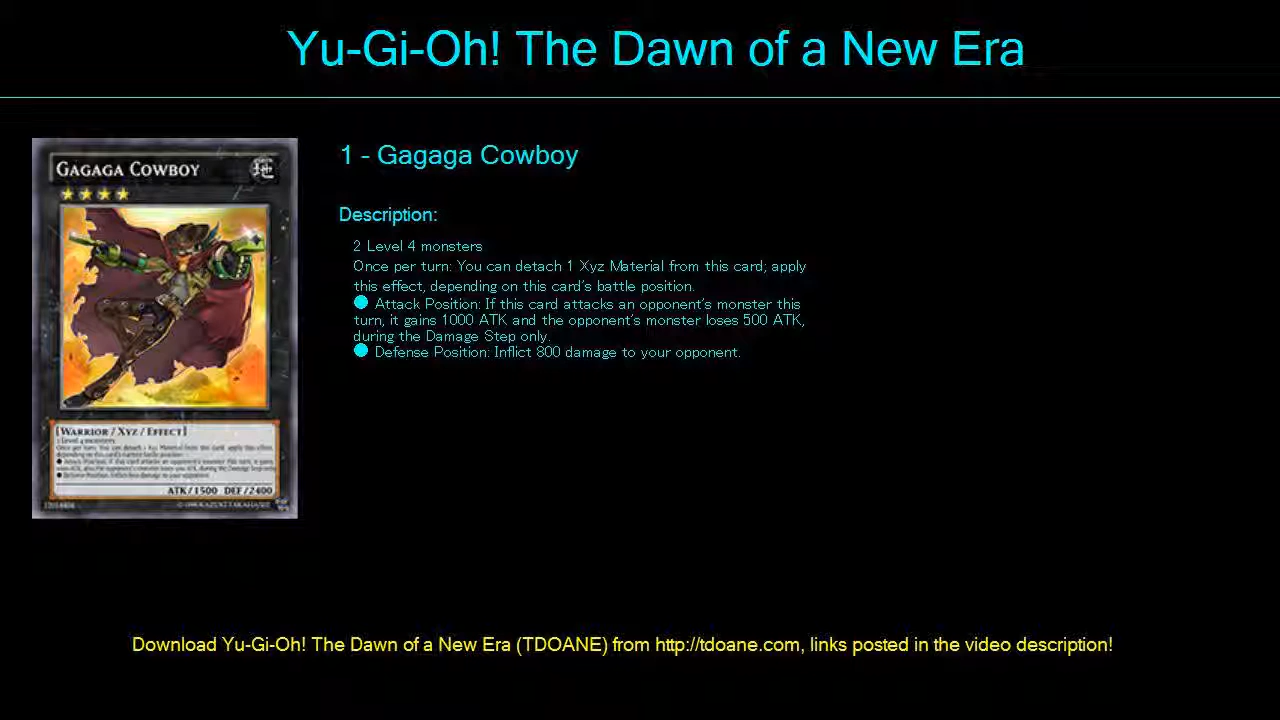 Yu-Gi-Oh! The Dawn of a New Era
GAGAGA COWBOY
地
1 - Gagaga Cowboy
Description:
2 Level 4 monsters
Once per turn: You can detach 1 Xyz Material from this card; apply
this effect, depending on this card's battle position.
● Attack Position: If this card attacks an opponent's monster this
turn, it gains 1000 ATK and the opponent's monster loses 500 ATK,
during the Damage Step only.
● Defense Position: Inflict 800 damage to your opponent.
[WARRIOR / XYZ / EFFECT]
ATK/1500 DEF/2400
Download Yu-Gi-Oh! The Dawn of a New Era (TDOANE) from http://tdoane.com, links posted in the video description!